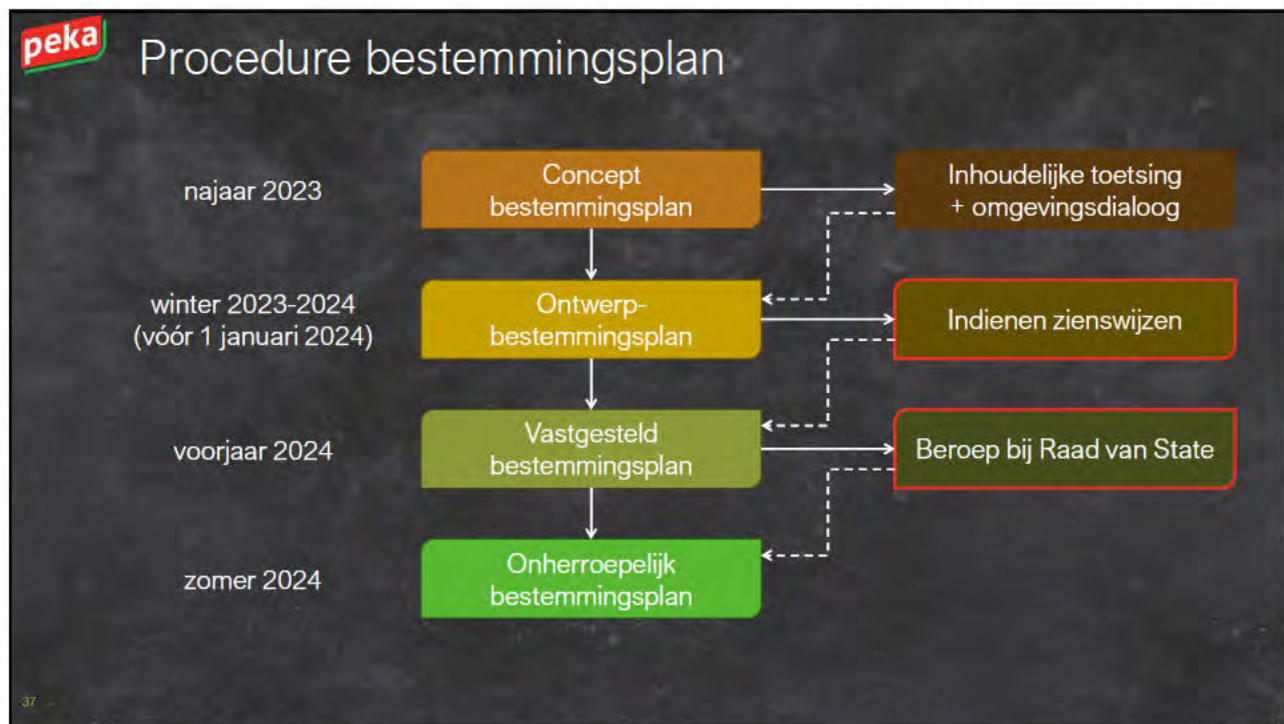 peka
Procedure bestemmingsplan
najaar 2023
Concept
bestemmingsplan
Inhoudelijke toetsing
+ omgevingsdialoog
winter 2023-2024
(vóór 1 januari 2024)
Ontwerp-
bestemmingsplan
Indienen zienswijzen
voorjaar 2024
Vastgesteld
bestemmingsplan
Beroep bij Raad van State
zomer 2024
Onherroepelijk
bestemmingsplan
37